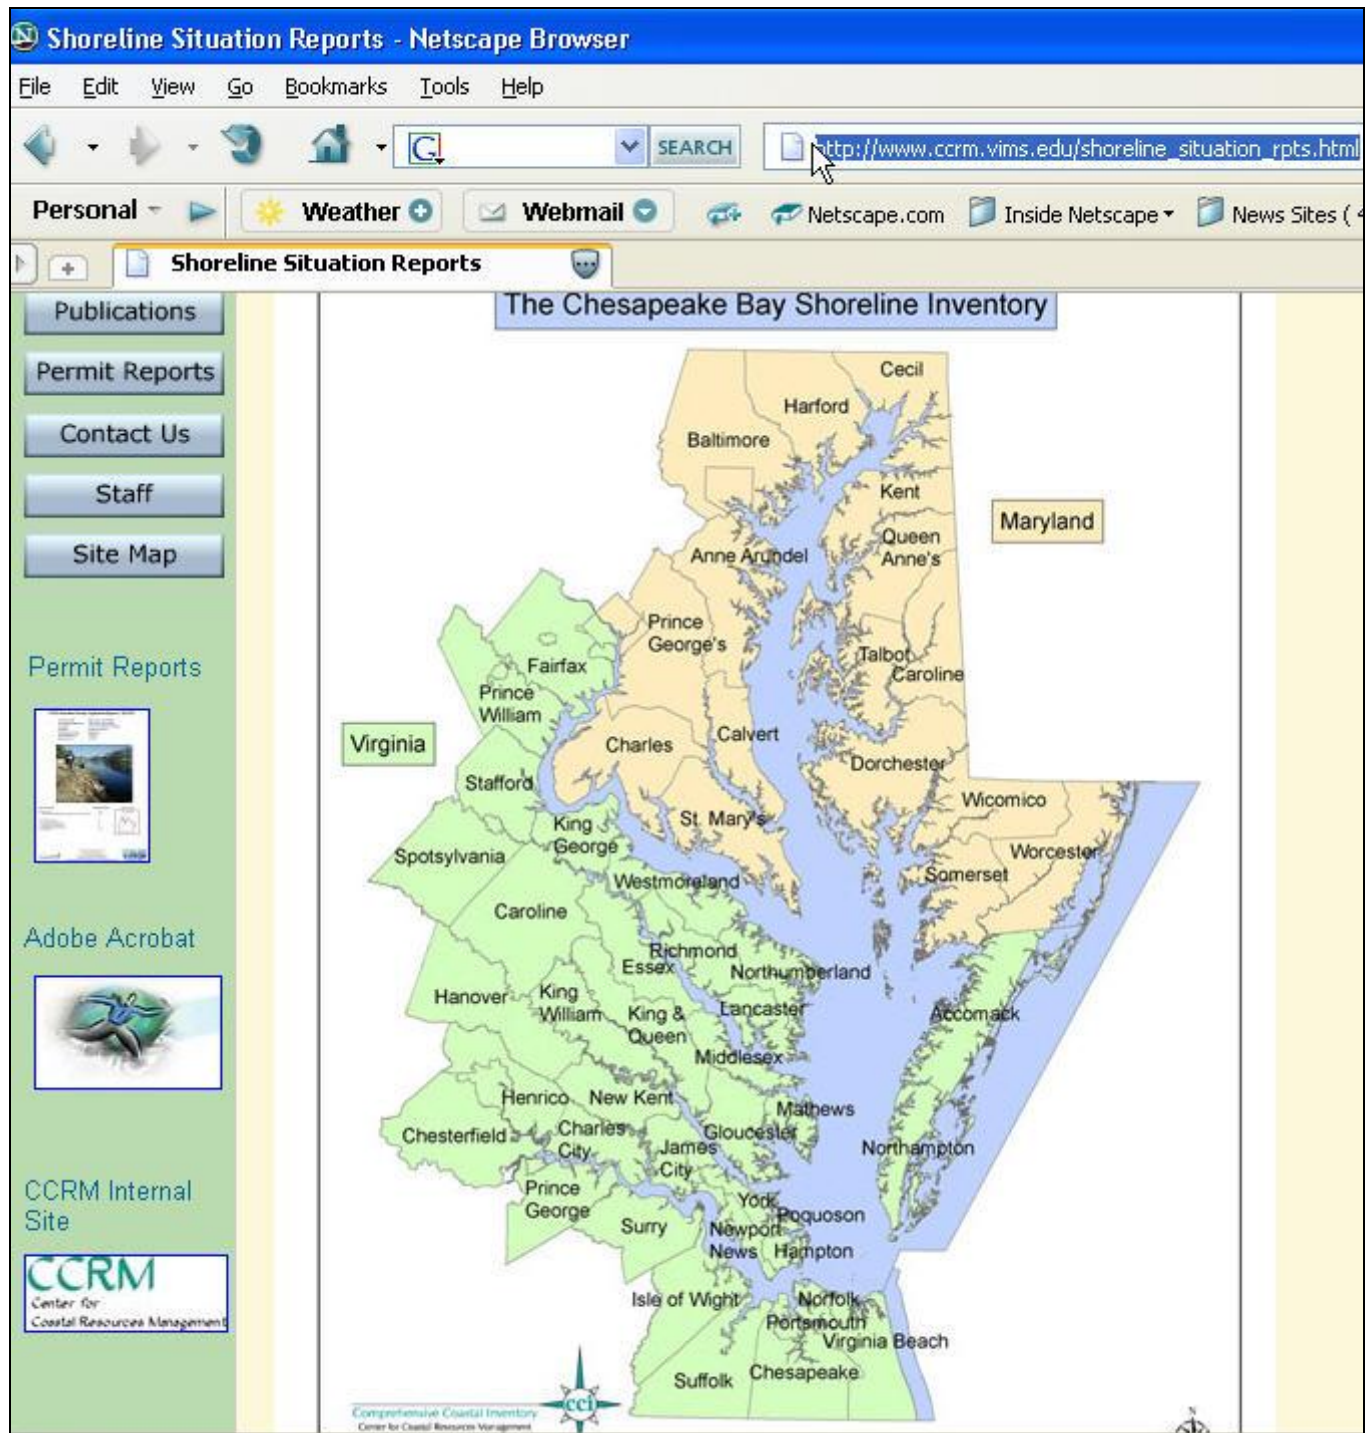 Shoreline Situation Reports - Netscape Browser
File Edit View Go Bookmarks Tools Help
G SEARCH http://www.ccrm.vims.edu/shoreline_situation_rpts.html
Personal Weather Webmail Netscape.com Inside Netscape News Sites (
Shoreline Situation Reports
Publications
Permit Reports
Contact Us
Staff
Site Map
Permit Reports
Adobe Acrobat
CCRM Internal
Site
CCRM
Center for
Coastal Resources Management
The Chesapeake Bay Shoreline Inventory
Cecil
Harford
Baltimore
Kent
Maryland
Queen
Anne's
Anne Arundel
Prince
George's
Talbot
Caroline
Fairfax
Prince
William
Virginia
Charles
Calvert
Dorchester
Stafford
Wicomico
St. Mary's
King
George
Worcester
Spotsylvania
Somerset
Westmoreland
Caroline
Richmond
Essex
Northumberland
Hanover
King
William
King &
Queen
Lancaster
Accomack
Middlesex
Henrico
New Kent
Mathews
Chesterfield
Charles
City
James
City
Gloucester
Northampton
Prince
George
Surry
York
Poquoson
Newport
News
Hampton
Isle of Wight
Norfolk
Portsmouth
Virginia Beach
Suffolk
Chesapeake
cci
Comprehensive Coastal Inventory
Center for Coastal Resources Management
N